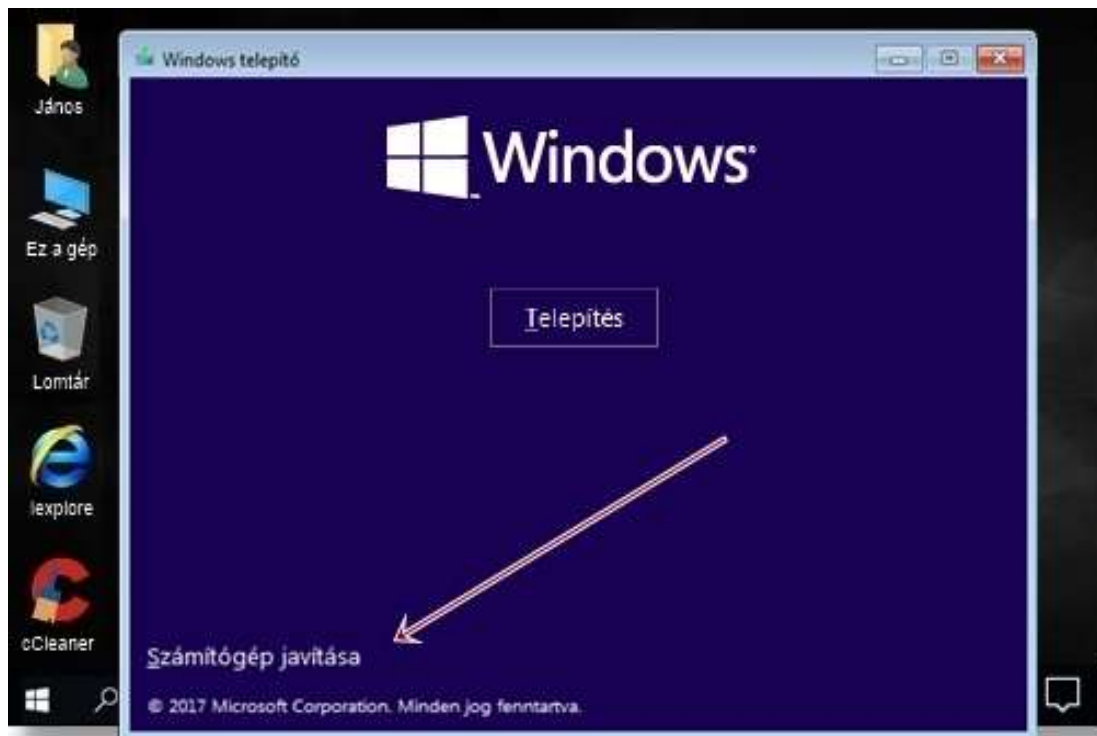 János
Ez a gép
Lomtár
Iexplore
cCleaner
Windows telepítő
Windows
Telepítés
Számítógép javítása
© 2017 Microsoft Corporation. Minden jog fenntartva.